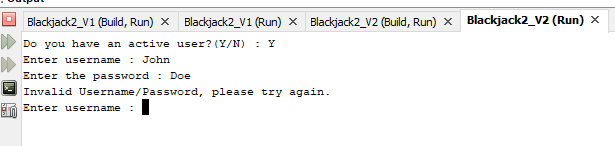 Output
Blackjack2_V1 (Build, Run) × Blackjack2_V1 (Run) × Blackjack2_V2 (Build, Run) × Blackjack2_V2 (Run) ×
Do you have an active user?(Y/N) : Y
Enter username : John
Enter the password : Doe
Invalid Username/Password, please try again.
Enter username :